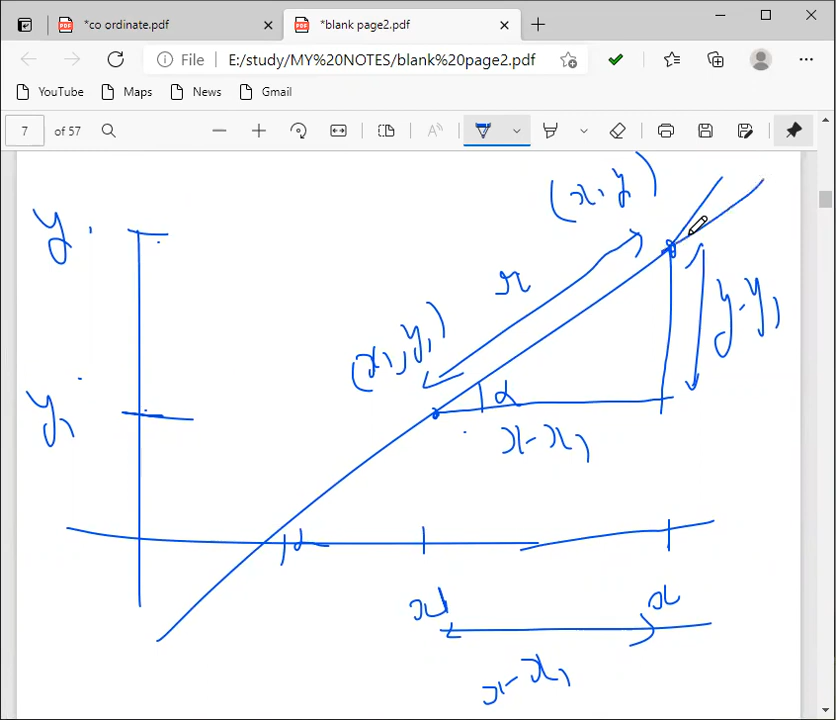 *co ordinate.pdf
*blank page2.pdf
File E:/study/MY%20NOTES/blank%20page2.pdf
YouTube Maps News Gmail
7 of 57
(x, y)
y
r
y-y₁
(x₁, y₁)
α
y₁
x-x₁
α
x₁ x
x-x₁